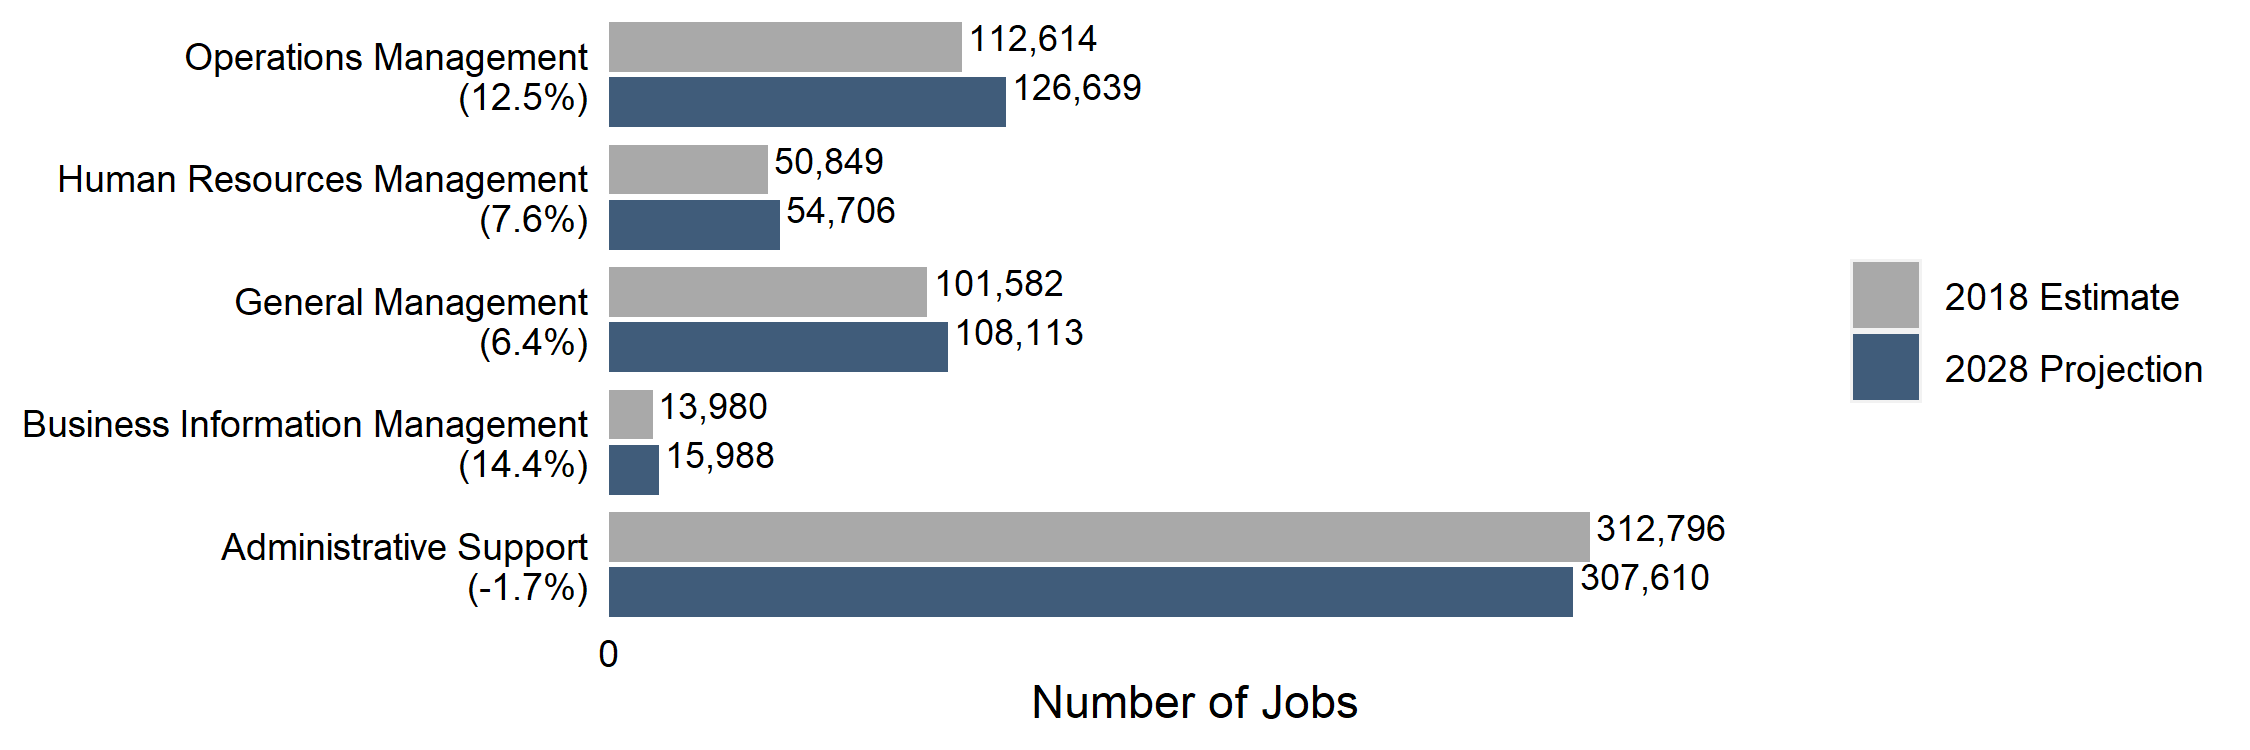 Operations Management
(12.5%)
112,614
126,639
Human Resources Management
(7.6%)
50,849
54,706
General Management
(6.4%)
101,582
108,113
Business Information Management
(14.4%)
13,980
15,988
Administrative Support
(-1.7%)
312,796
307,610
0
Number of Jobs
2018 Estimate
2028 Projection